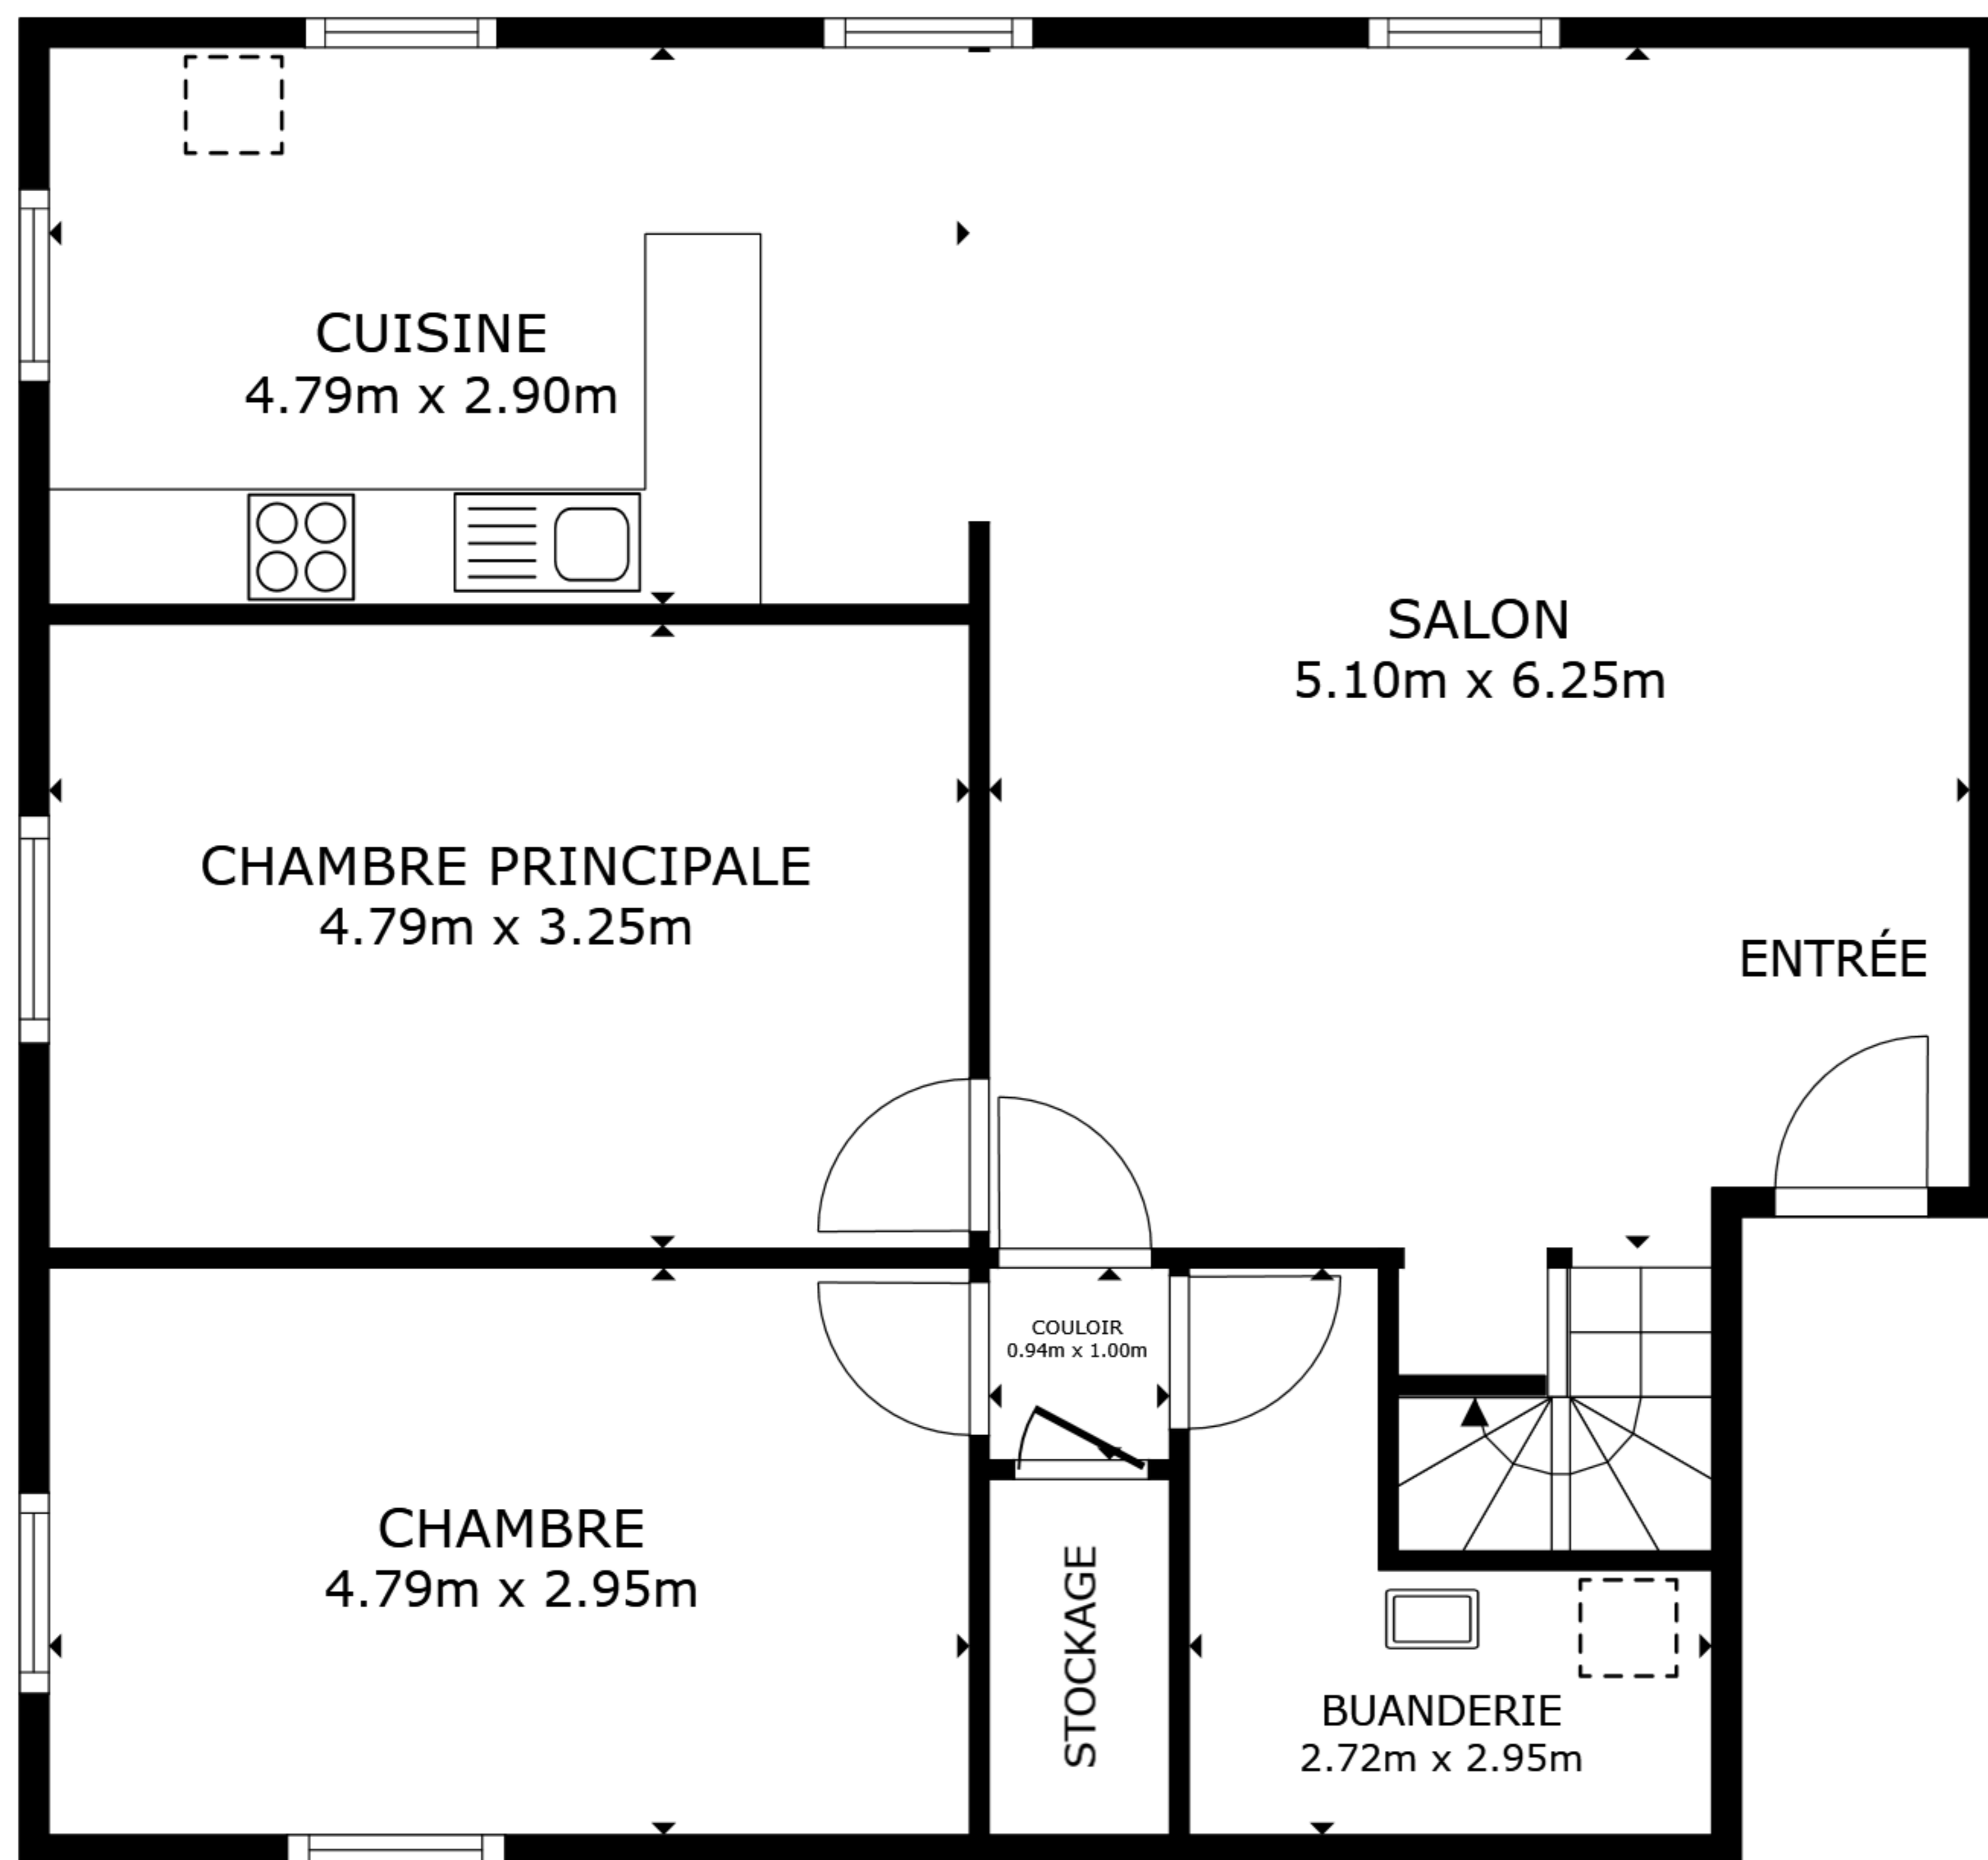 CUISINE
4.79m x 2.90m
SALON
5.10m x 6.25m
CHAMBRE PRINCIPALE
4.79m x 3.25m
ENTRÉE
COULOIR
0.94m x 1.00m
CHAMBRE
4.79m x 2.95m
STOCKAGE
BUANDERIE
2.72m x 2.95m